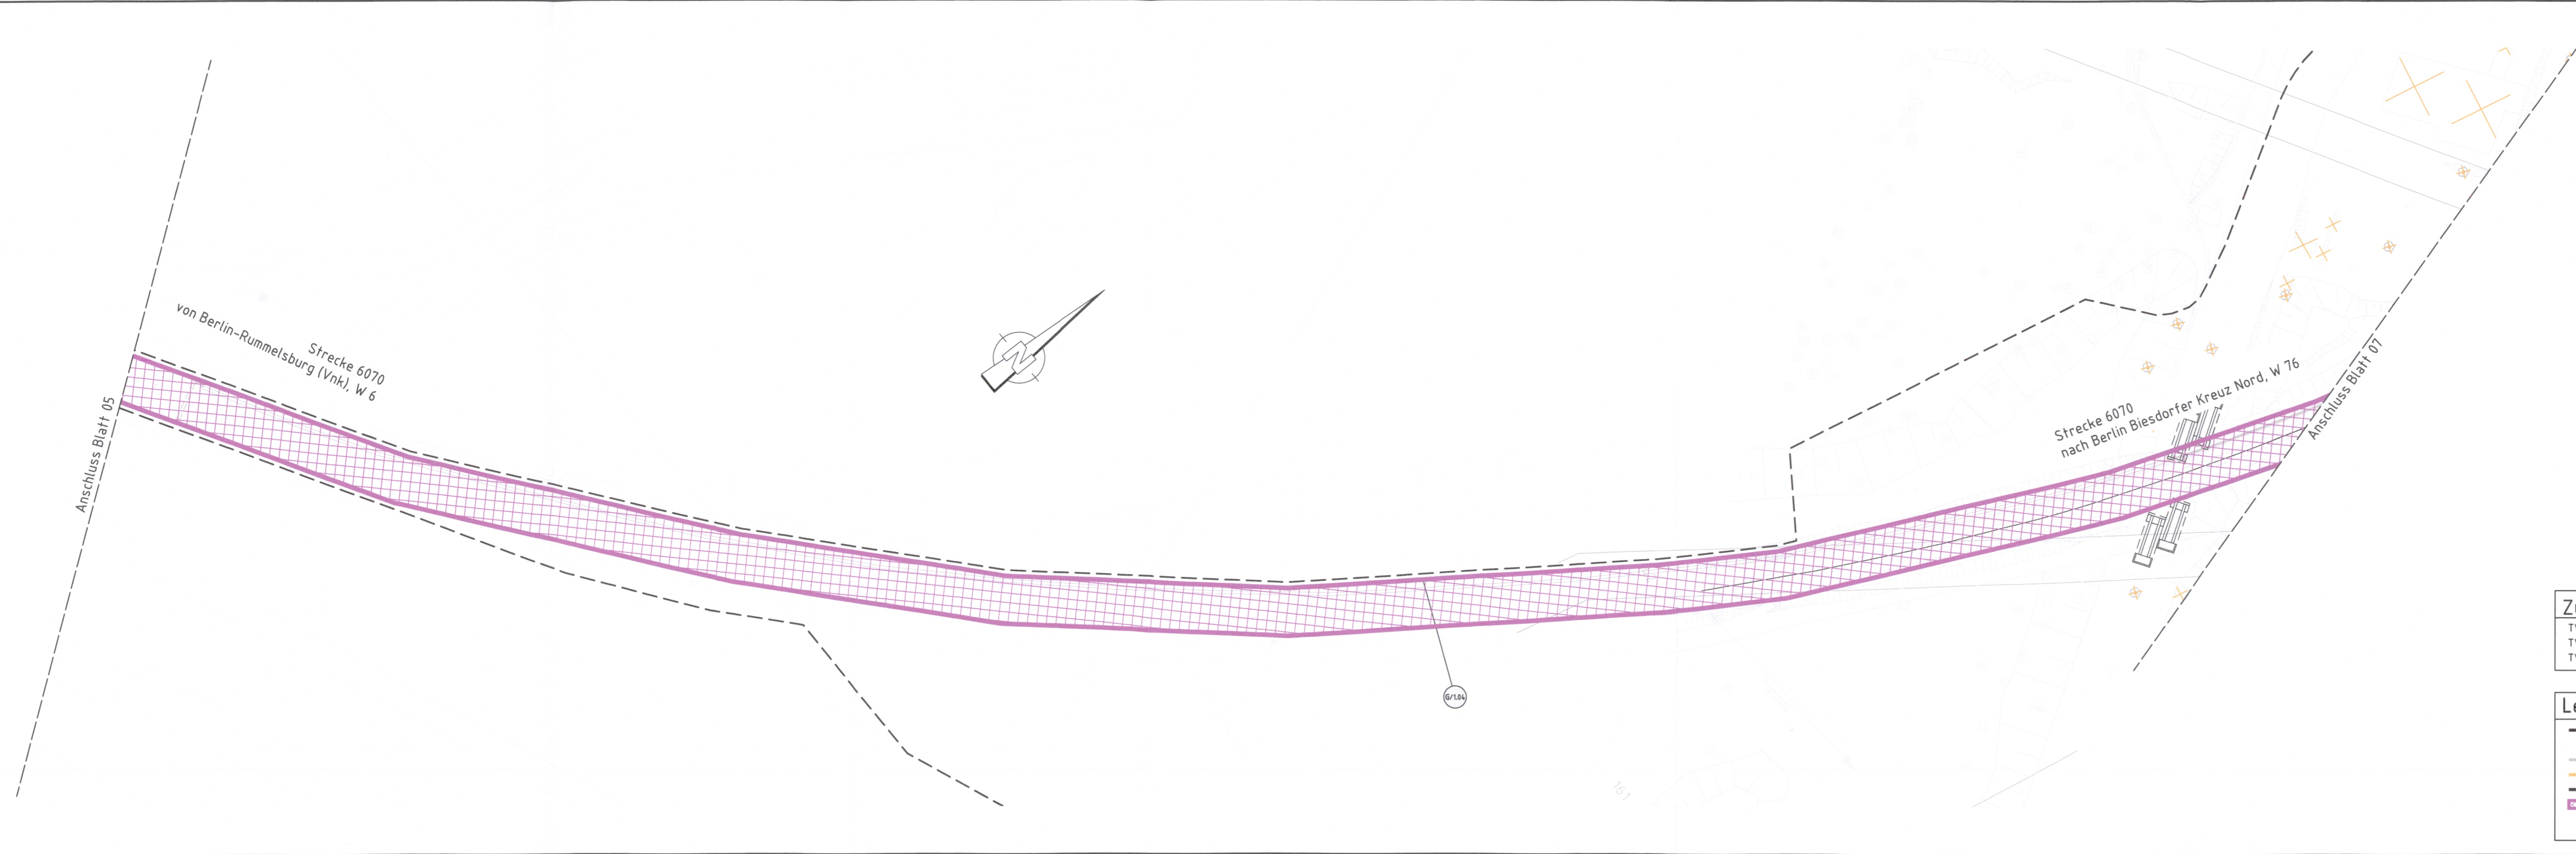 Anschluss Blatt 05
Strecke 6070
von Berlin-Rummelsburg (Vnk), W 6
N
G/1.04
161
Strecke 6070
nach Berlin Biesdorfer Kreuz Nord, W 76
Anschluss Blatt 07